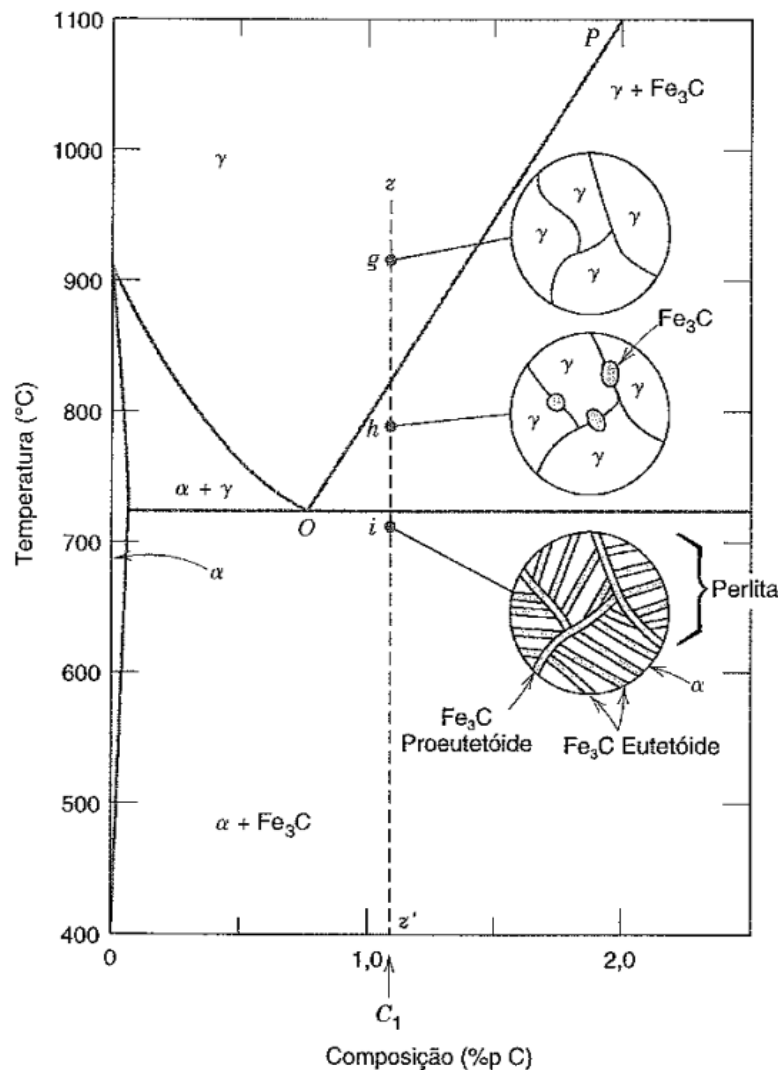 1100
P
γ + Fe₃C
γ
1000
z
γ
γ
γ
γ
g
900
Fe₃C
γ
γ
γ
γ
800
h
α + γ
Temperatura (°C)
O
i
700
α
Perlita
α
600
Fe₃C
Proeutetóide
Fe₃C Eutetóide
500
α + Fe₃C
z'
400
0
1,0
2,0
C₁
Composição (%p C)